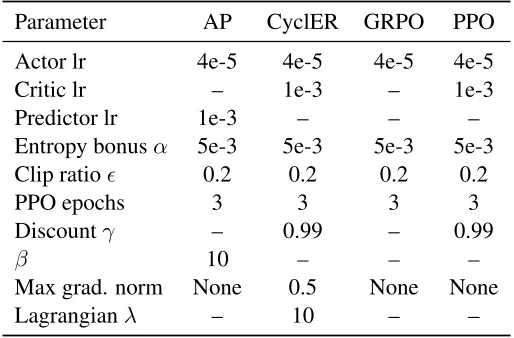 Parameter AP CyclER GRPO PPO
Actor lr 4e-5 4e-5 4e-5 4e-5
Critic lr – 1e-3 – 1e-3
Predictor lr 1e-3 – – –
Entropy bonus α 5e-3 5e-3 5e-3 5e-3
Clip ratio ϵ 0.2 0.2 0.2 0.2
PPO epochs 3 3 3 3
Discount γ – 0.99 – 0.99
β 10 – – –
Max grad. norm None 0.5 None None
Lagrangian λ – 10 – –